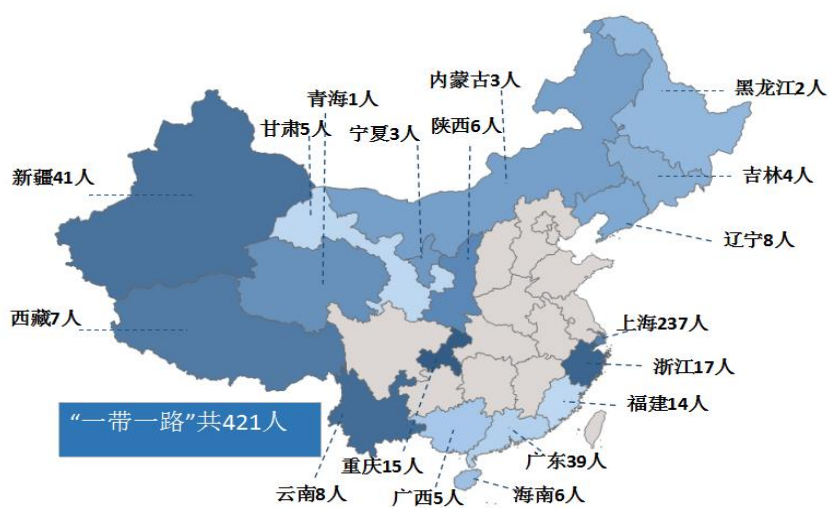 内蒙古3人
黑龙江2人
青海1人
甘肃5人
宁夏3人
陕西6人
新疆41人
吉林4人
辽宁8人
西藏7人
上海237人
浙江17人
福建14人
“一带一路”共421人
重庆15人
广东39人
云南8人
广西5人
海南6人